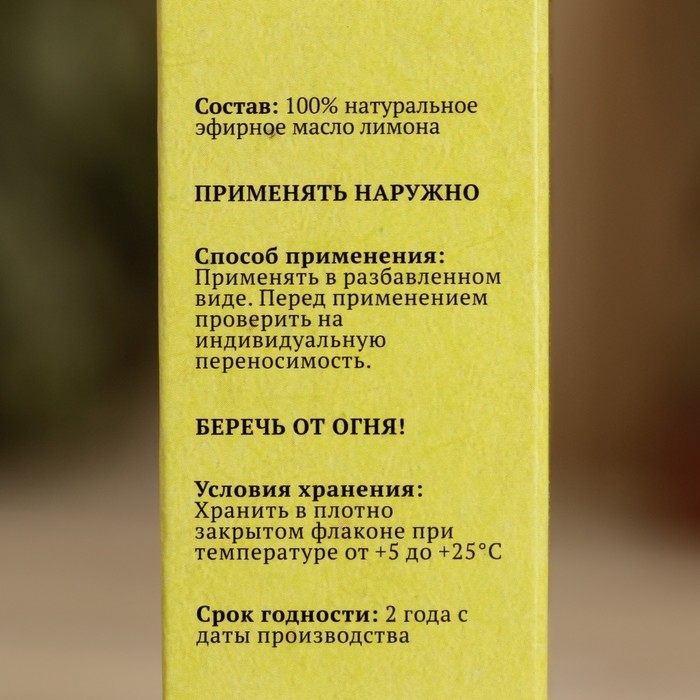 Состав: 100% натуральное
эфирное масло лимона
ПРИМЕНЯТЬ НАРУЖНО
Способ применения:
Применять в разбавленном
виде. Перед применением
проверить на
индивидуальную
переносимость.
БЕРЕЧЬ ОТ ОГНЯ!
Условия хранения:
Хранить в плотно
закрытом флаконе при
температуре от +5 до +25°С
Срок годности: 2 года с
даты производства